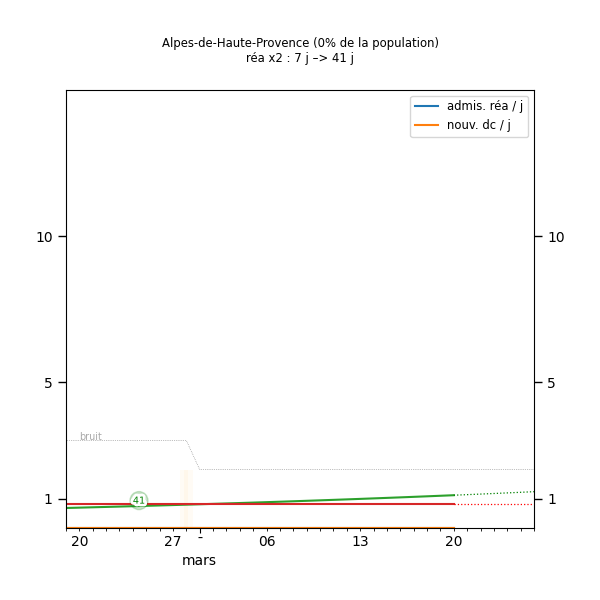 Alpes-de-Haute-Provence (0% de la population)
réa x2 : 7 j –> 41 j
admis. réa / j
nouv. dc / j
10 10
5 5
bruit
41
1 1
20 27 - 06 13 20
mars